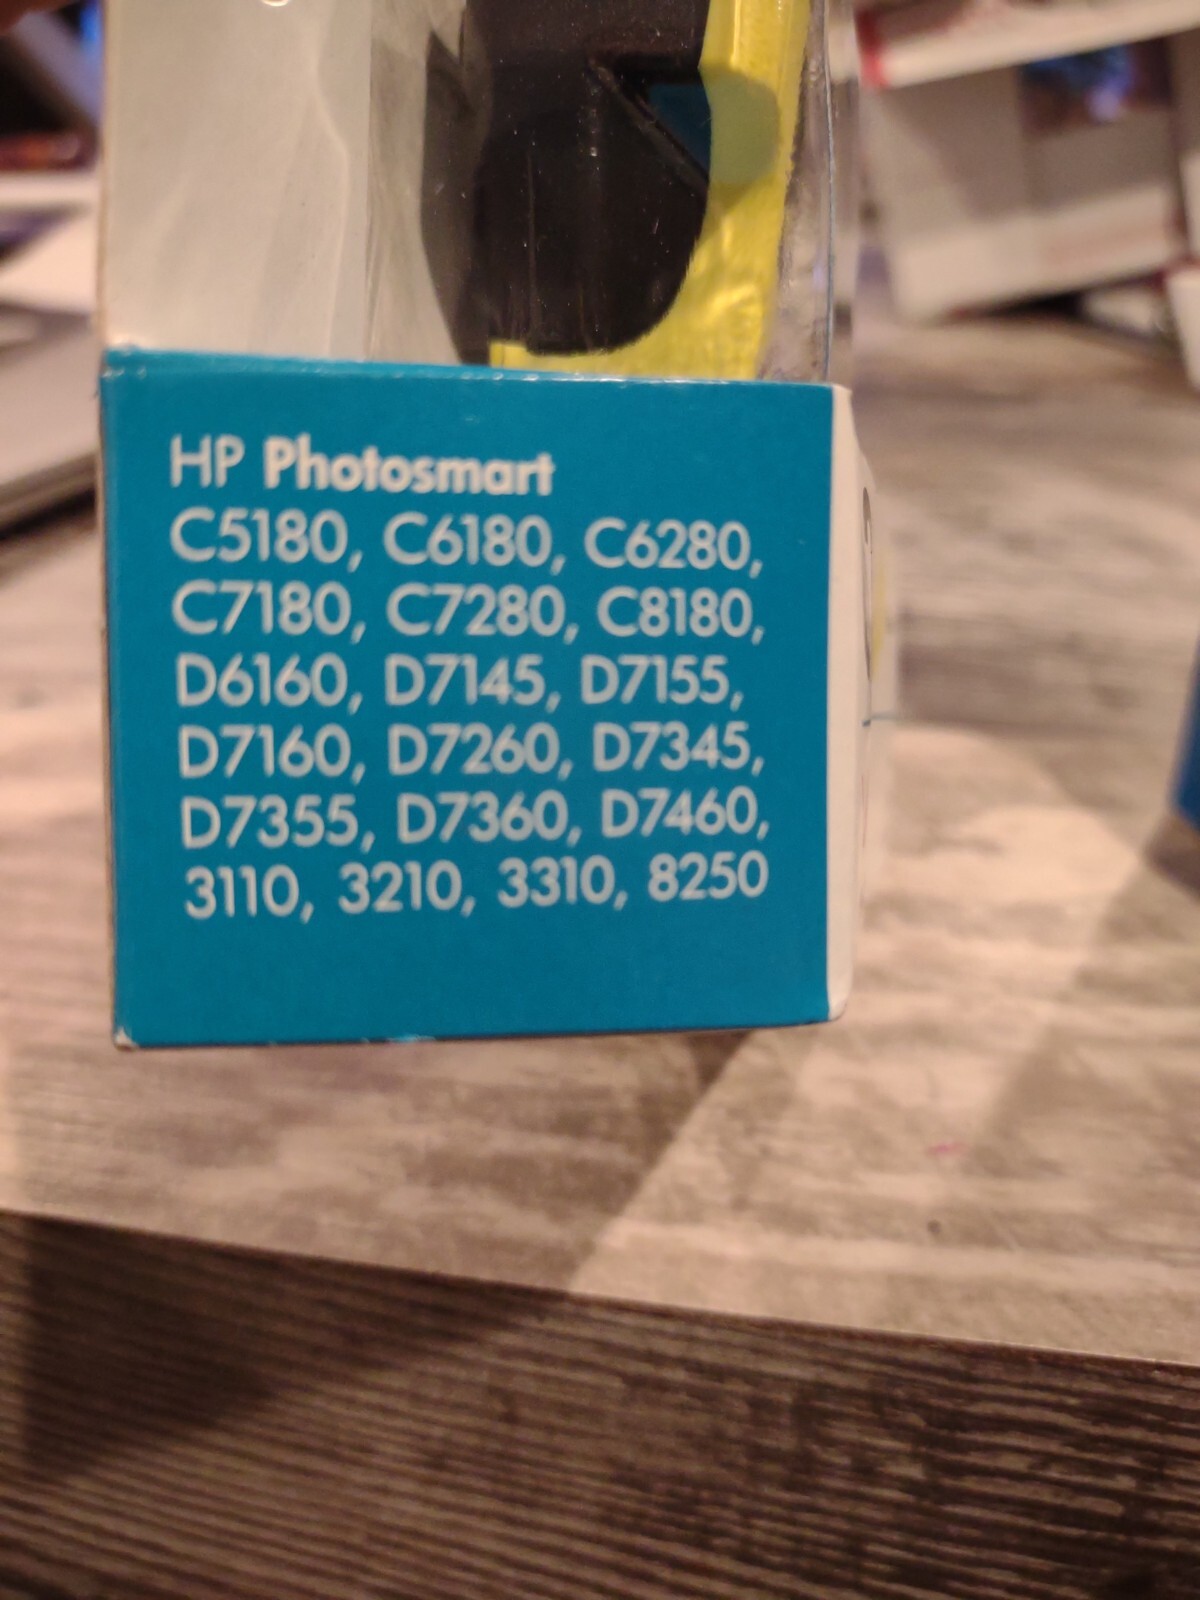 HP Photosmart
C5180, C6180, C6280,
C7180, C7280, C8180,
D6160, D7145, D7155,
D7160, D7260, D7345,
D7355, D7360, D7460,
3110, 3210, 3310, 8250